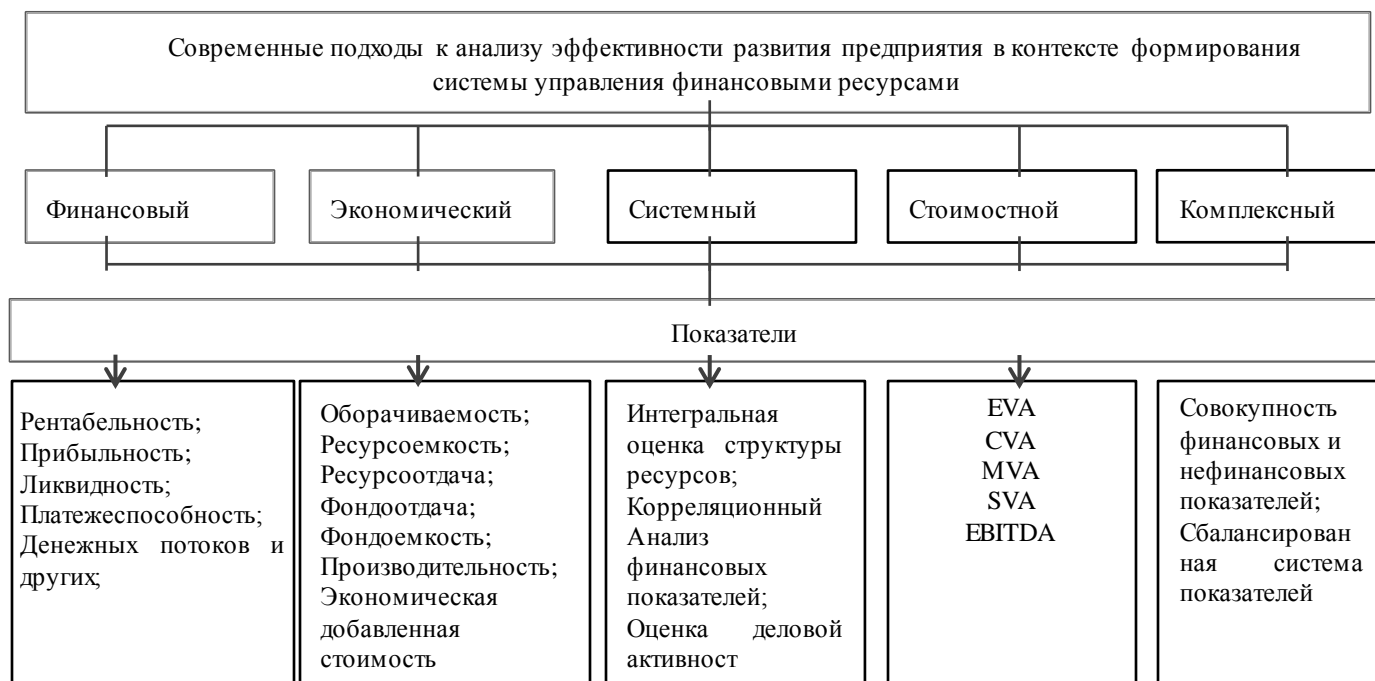 Современные подходы к анализу эффективности развития предприятия в контексте формирования
системы управления финансовыми ресурсами
Финансовый
Экономический
Системный
Стоимостной
Комплексный
Показатели
Рентабельность;
Прибыльность;
Ликвидность;
Платежеспособность;
Денежных потоков и
других;
Оборачиваемость;
Ресурсоемкость;
Ресурсоотдача;
Фондоотдача;
Фондоемкость;
Производительность;
Экономическая
добавленная
стоимость
Интегральная
оценка структуры
ресурсов;
Корреляционный
Анализ
финансовых
показателей;
Оценка деловой
активност
EVA
CVA
MVA
SVA
EBITDA
Совокупность
финансовых и
нефинансовых
показателей;
Сбалансирован
ная система
показателей